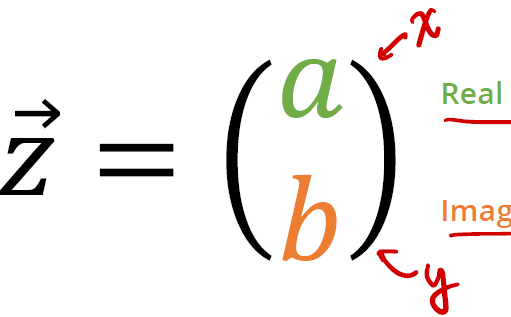 x
a Real
z⃗ = ( )
b Imag
y